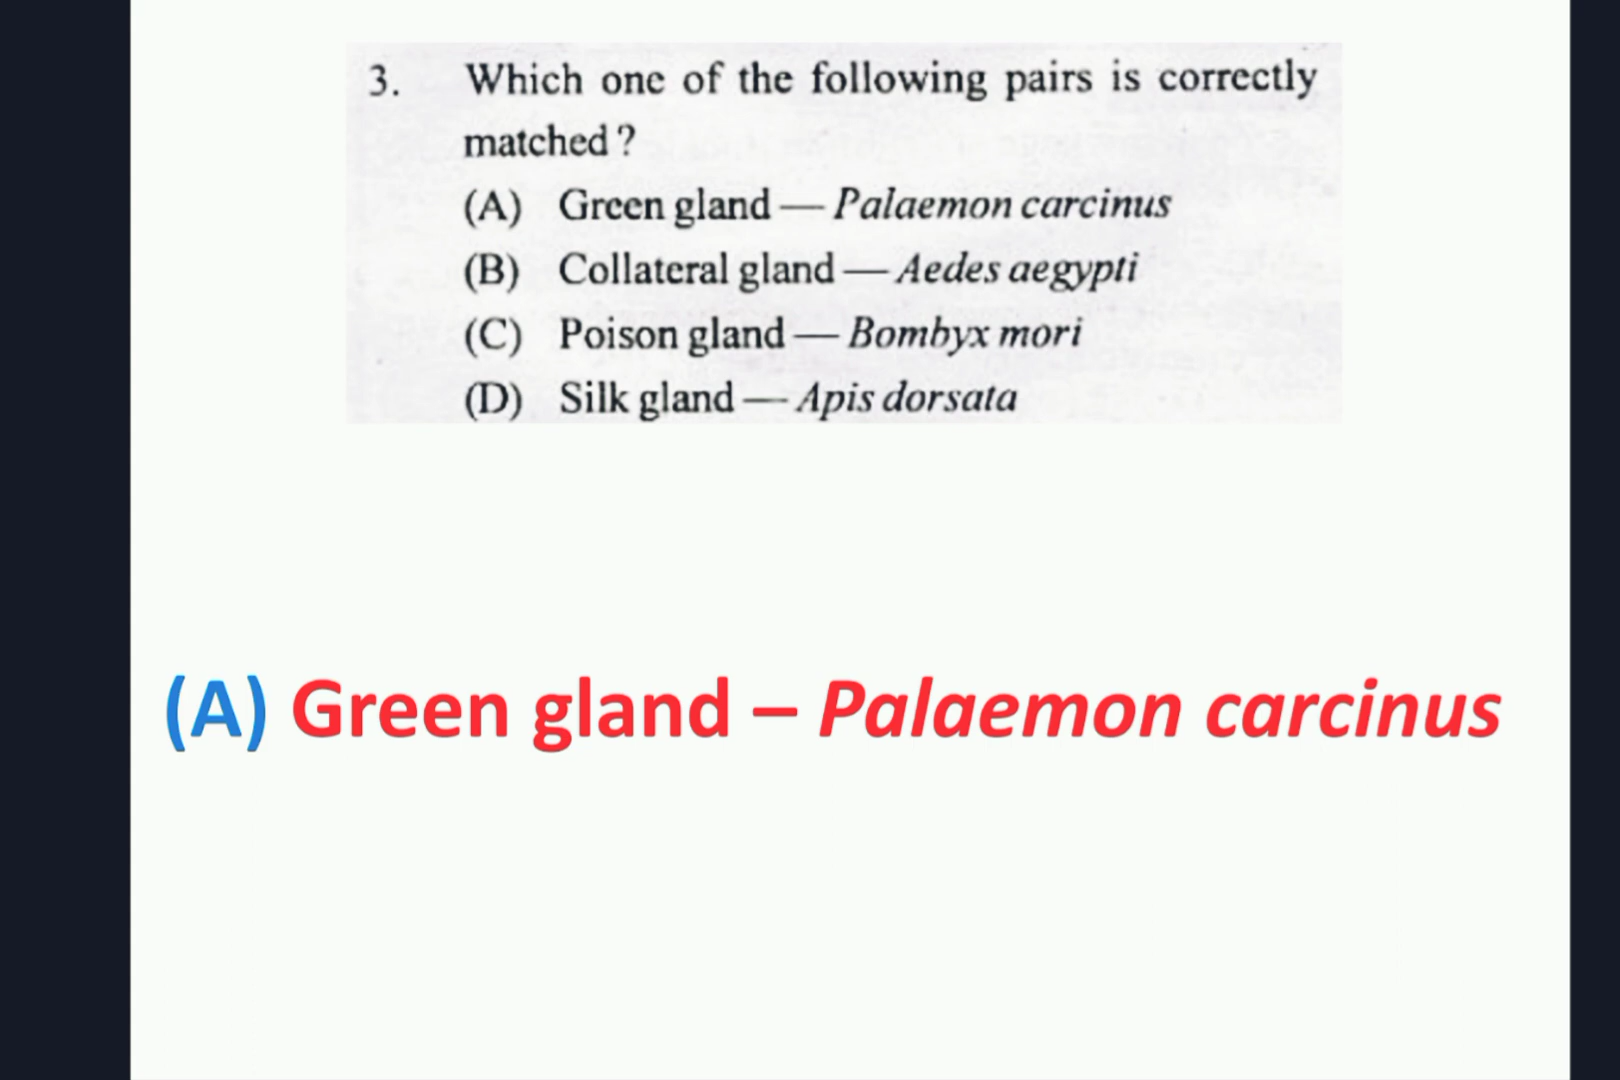 3. Which one of the following pairs is correctly
matched ?
(A) Green gland — Palaemon carcinus
(B) Collateral gland — Aedes aegypti
(C) Poison gland — Bombyx mori
(D) Silk gland — Apis dorsata
(A) Green gland – Palaemon carcinus